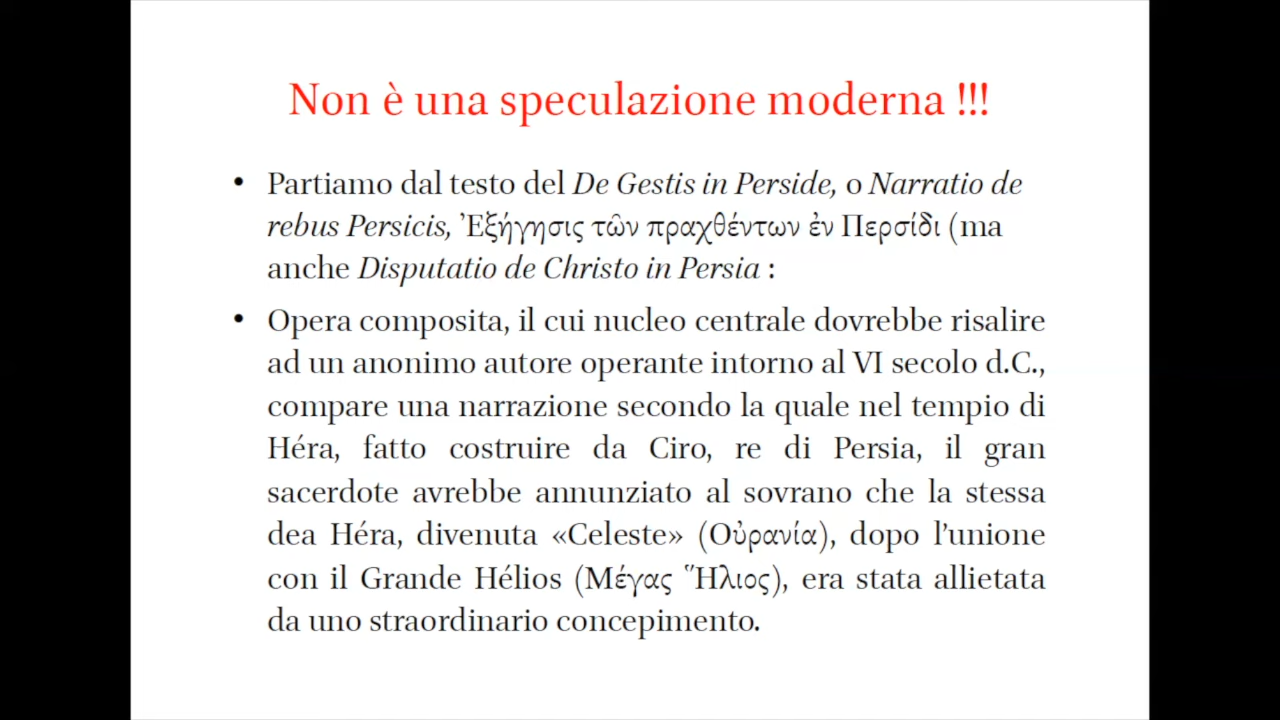 Non è una speculazione moderna !!!
• Partiamo dal testo del De Gestis in Perside, o Narratio de
rebus Persicis, Ἐξήγησις τῶν πραχθέντων ἐν Περσίδι (ma
anche Disputatio de Christo in Persia :
• Opera composita, il cui nucleo centrale dovrebbe risalire
ad un anonimo autore operante intorno al VI secolo d.C.,
compare una narrazione secondo la quale nel tempio di
Héra, fatto costruire da Ciro, re di Persia, il gran
sacerdote avrebbe annunziato al sovrano che la stessa
dea Héra, divenuta «Celeste» (Οὐρανία), dopo l’unione
con il Grande Hélios (Μέγας Ἥλιος), era stata allietata
da uno straordinario concepimento.